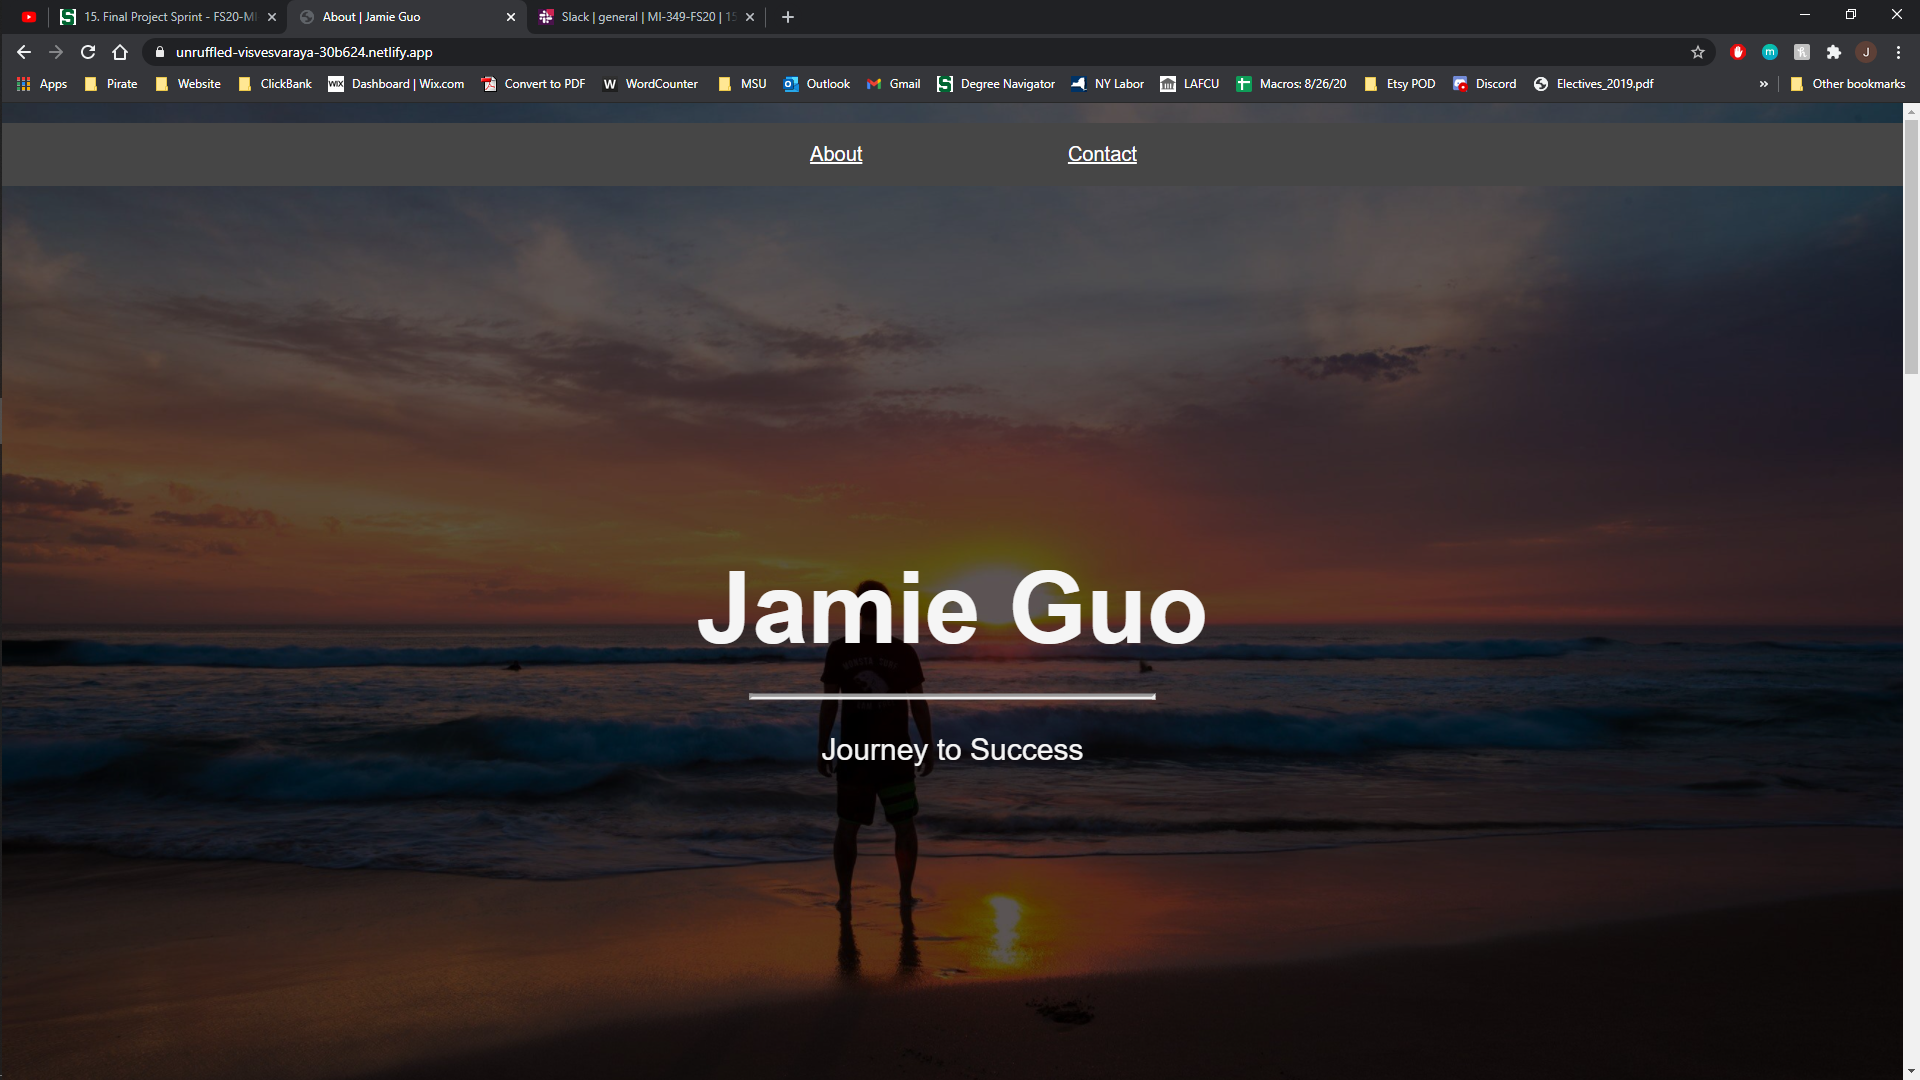 15. Final Project Sprint - FS20-MI
About | Jamie Guo
Slack | general | MI-349-FS20 | 15
unruffled-visvesvaraya-30b624.netlify.app
J
Apps Pirate Website ClickBank Dashboard | Wix.com Convert to PDF WordCounter MSU Outlook Gmail Degree Navigator NY Labor LAFCU Macros: 8/26/20 Etsy POD Discord Electives_2019.pdf » Other bookmarks
About Contact
Jamie Guo
Journey to Success